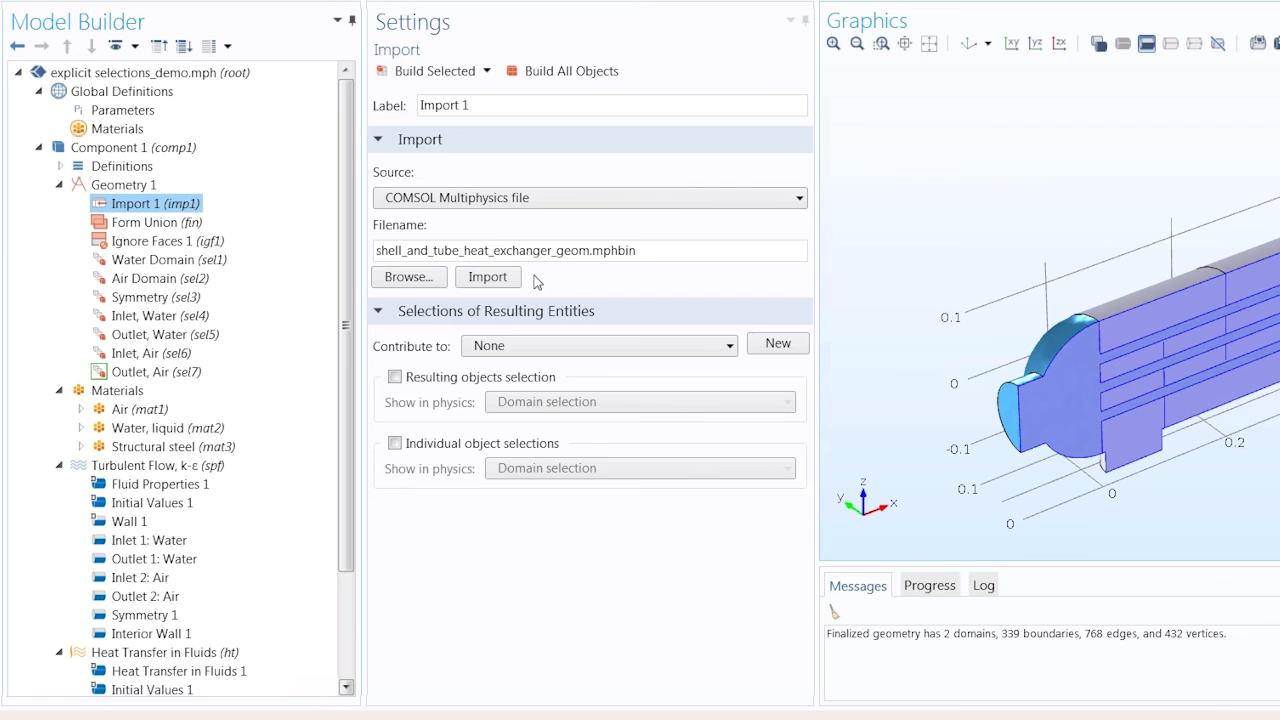 Model Builder
explicit selections_demo.mph (root)
Global Definitions
Pi Parameters
Materials
Component 1 (comp1)
Definitions
Geometry 1
Import 1 (imp1)
Form Union (fin)
Ignore Faces 1 (igf1)
Water Domain (sel1)
Air Domain (sel2)
Symmetry (sel3)
Inlet, Water (sel4)
Outlet, Water (sel5)
Inlet, Air (sel6)
Outlet, Air (sel7)
Materials
Air (mat1)
Water, liquid (mat2)
Structural steel (mat3)
Turbulent Flow, k-ε (spf)
Fluid Properties 1
Initial Values 1
Wall 1
Inlet 1: Water
Outlet 1: Water
Inlet 2: Air
Outlet 2: Air
Symmetry 1
Interior Wall 1
Heat Transfer in Fluids (ht)
Heat Transfer in Fluids 1
Initial Values 1
Settings
Import
Build Selected Build All Objects
Label: Import 1
Import
Source:
COMSOL Multiphysics file
Filename:
shell_and_tube_heat_exchanger_geom.mphbin
Browse... Import
Selections of Resulting Entities
Contribute to: None New
Resulting objects selection
Show in physics: Domain selection
Individual object selections
Show in physics: Domain selection
Graphics
xy yz zx
0.1
0
-0.1
0.1
0
0
0.2
z
y
x
Messages Progress Log
Finalized geometry has 2 domains, 339 boundaries, 768 edges, and 432 vertices.